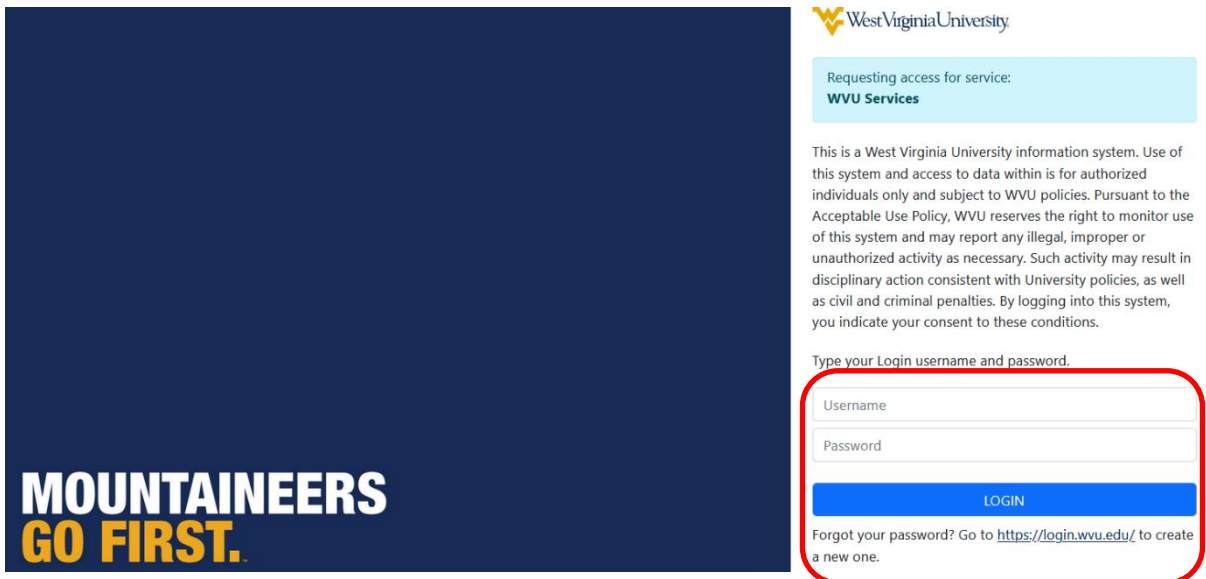 MOUNTAINEERS
GO FIRST.
West Virginia University.
Requesting access for service:
WVU Services
This is a West Virginia University information system. Use of
this system and access to data within is for authorized
individuals only and subject to WVU policies. Pursuant to the
Acceptable Use Policy, WVU reserves the right to monitor use
of this system and may report any illegal, improper or
unauthorized activity as necessary. Such activity may result in
disciplinary action consistent with University policies, as well
as civil and criminal penalties. By logging into this system,
you indicate your consent to these conditions.
Type your Login username and password.
Username
Password
LOGIN
Forgot your password? Go to https://login.wvu.edu/ to create
a new one.